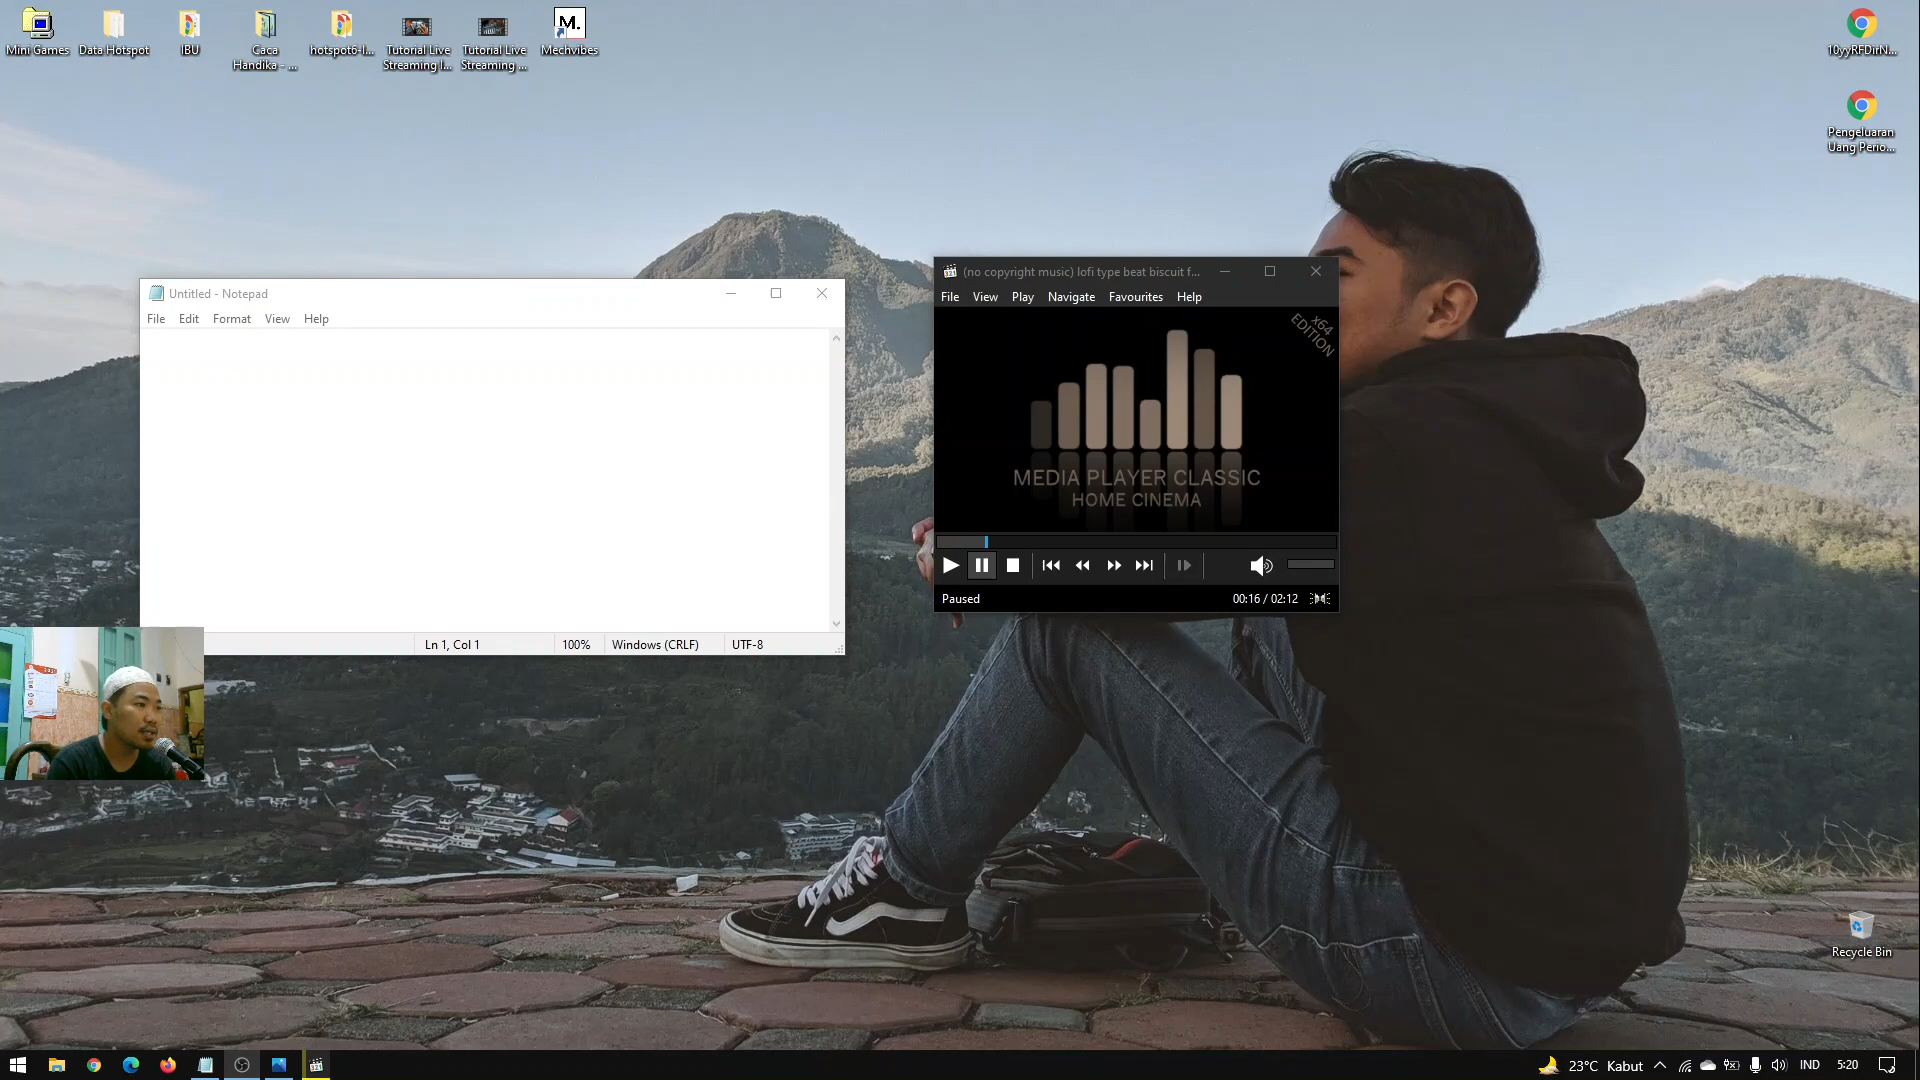 Mini Games
Data Hotspot
IBU
Caca
Handika - ...
hotspot6-l...
Tutorial Live
Streaming I...
Tutorial Live
Streaming ...
M.
Mechvibes
10yyRFDirN...
Pengeluaran
Uang Perio...
Untitled - Notepad
File Edit Format View Help
Ln 1, Col 1 100% Windows (CRLF) UTF-8
(no copyright music) lofi type beat biscuit f...
File View Play Navigate Favourites Help
x64
EDITION
MEDIA PLAYER CLASSIC
HOME CINEMA
Paused 00:16 / 02:12
Recycle Bin
23°C Kabut IND 5:20